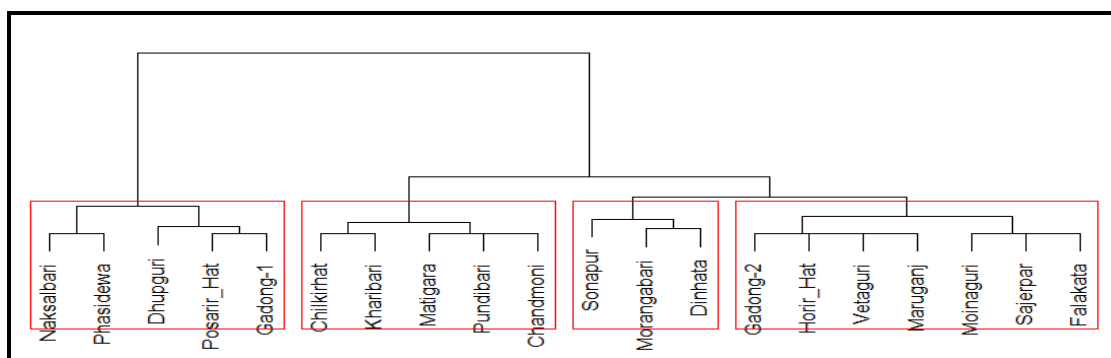 Naksalbari
Phasidewa
Dhupguri
Posarir_Hat
Gadong-1
Chilkirhat
Kharibari
Matigara
Pundibari
Chandmoni
Sonapur
Morangabari
Dinhata
Gadong-2
Horir_Hat
Vetaguri
Maruganj
Moinaguri
Sajerpar
Falakata